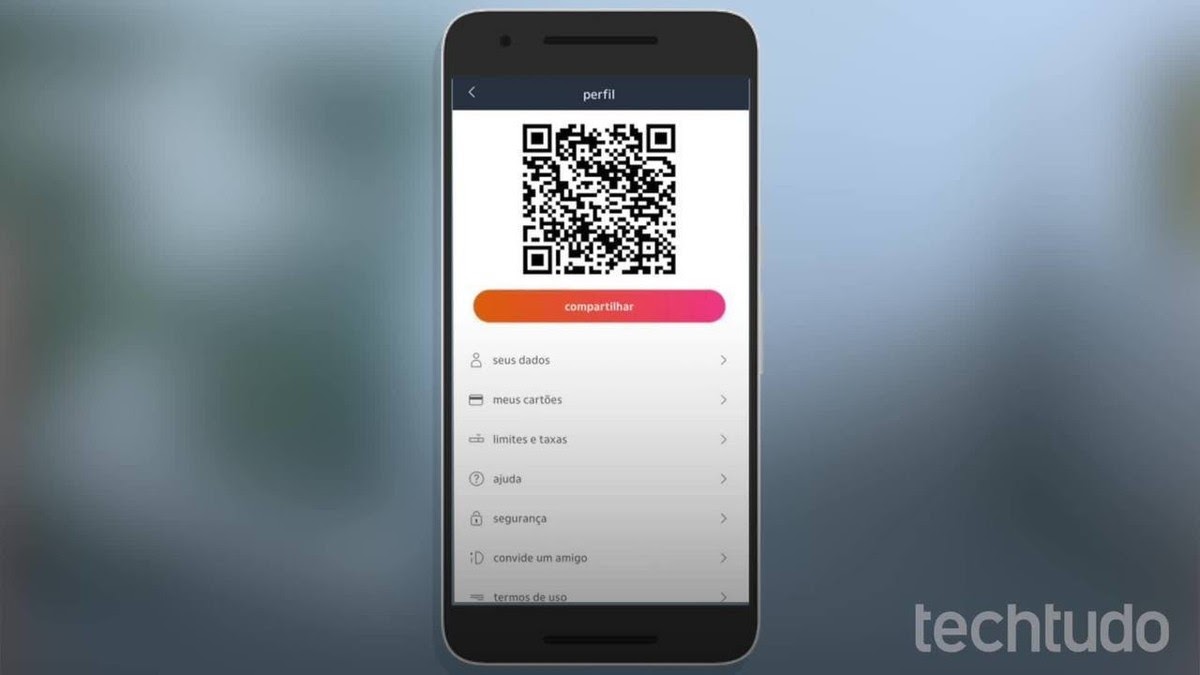 perfil
compartilhar
seus dados
meus cartões
limites e taxas
ajuda
segurança
convide um amigo
termos de uso
techtudo